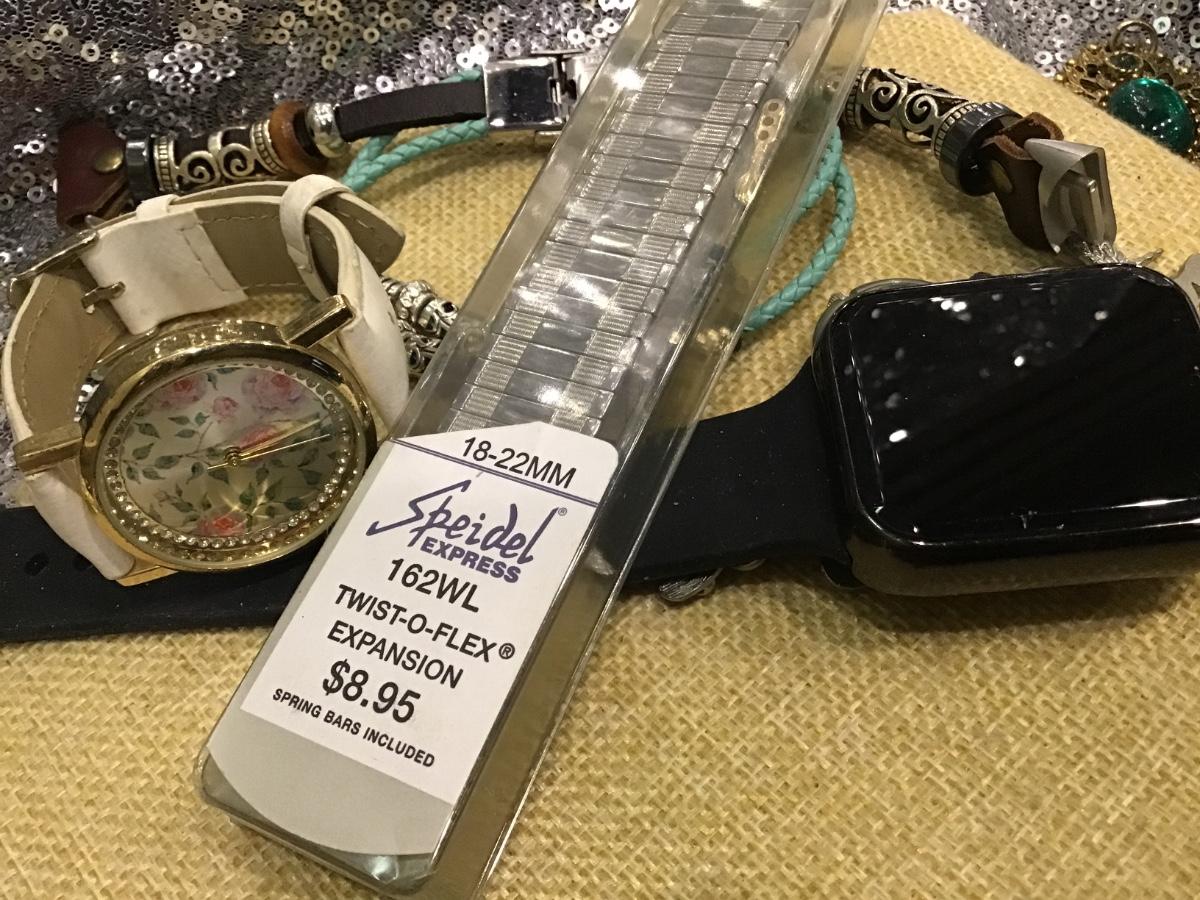 18-22MM
Speidel®
EXPRESS
162WL
TWIST-O-FLEX®
EXPANSION
$8.95
SPRING BARS INCLUDED